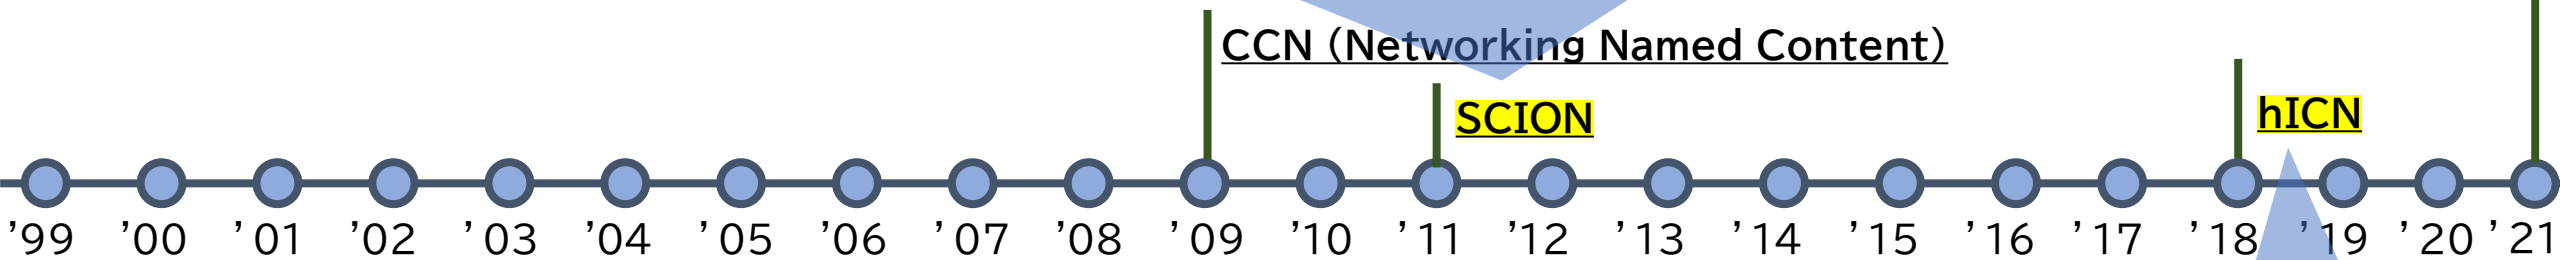 CCN (Networking Named Content)
SCION
hICN
’99 ’00 ’01 ’02 ’03 ’04 ’05 ’06 ’07 ’08 ’09 ’10 ’11 ’12 ’13 ’14 ’15 ’16 ’17 ’18 ’19 ’20 ’21